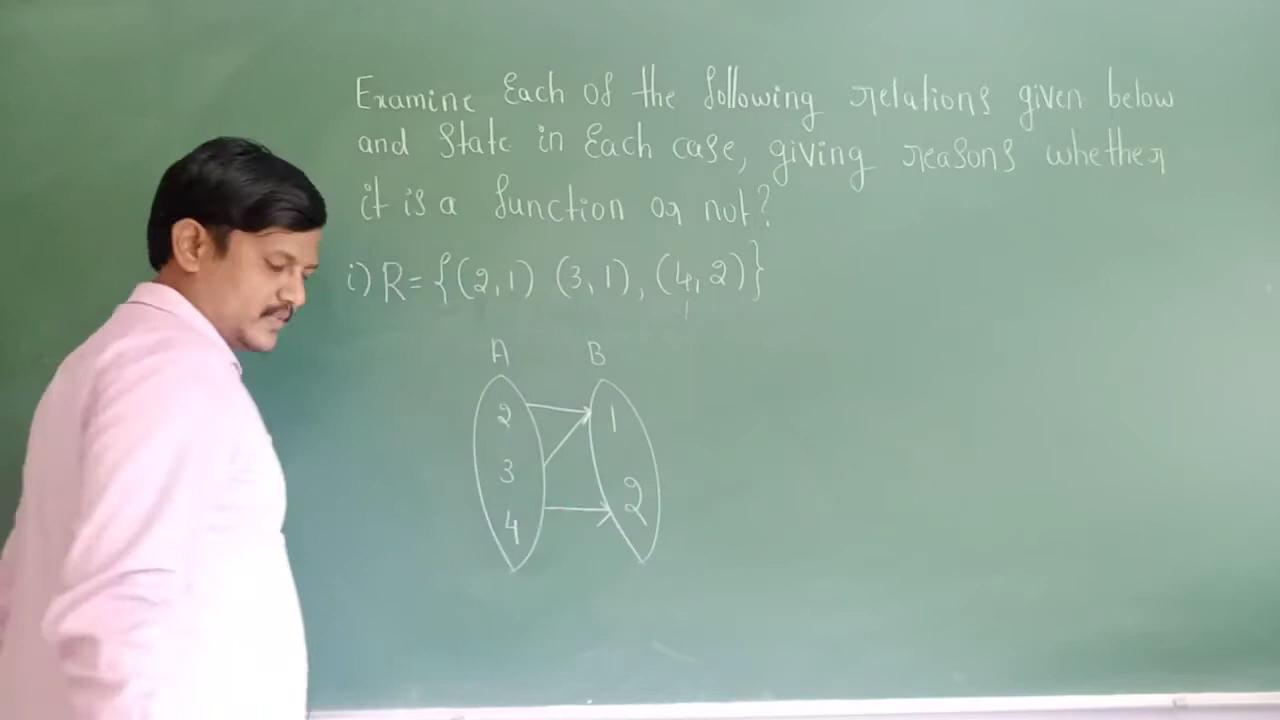 Examine Each of the following relations given below
and State in Each case, giving reasons whether
it is a function or not?
i) R = {(2,1) (3,1), (4,2)}
A B
2 1
3
2
4